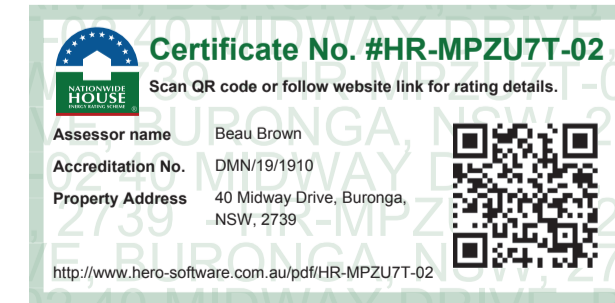 Certificate No. #HR-MPZU7T-02
Scan QR code or follow website link for rating details.
NATIONWIDE
HOUSE
ENERGY RATING SCHEME ®
Assessor name Beau Brown
Accreditation No. DMN/19/1910
Property Address 40 Midway Drive, Buronga,
NSW, 2739
http://www.hero-software.com.au/pdf/HR-MPZU7T-02